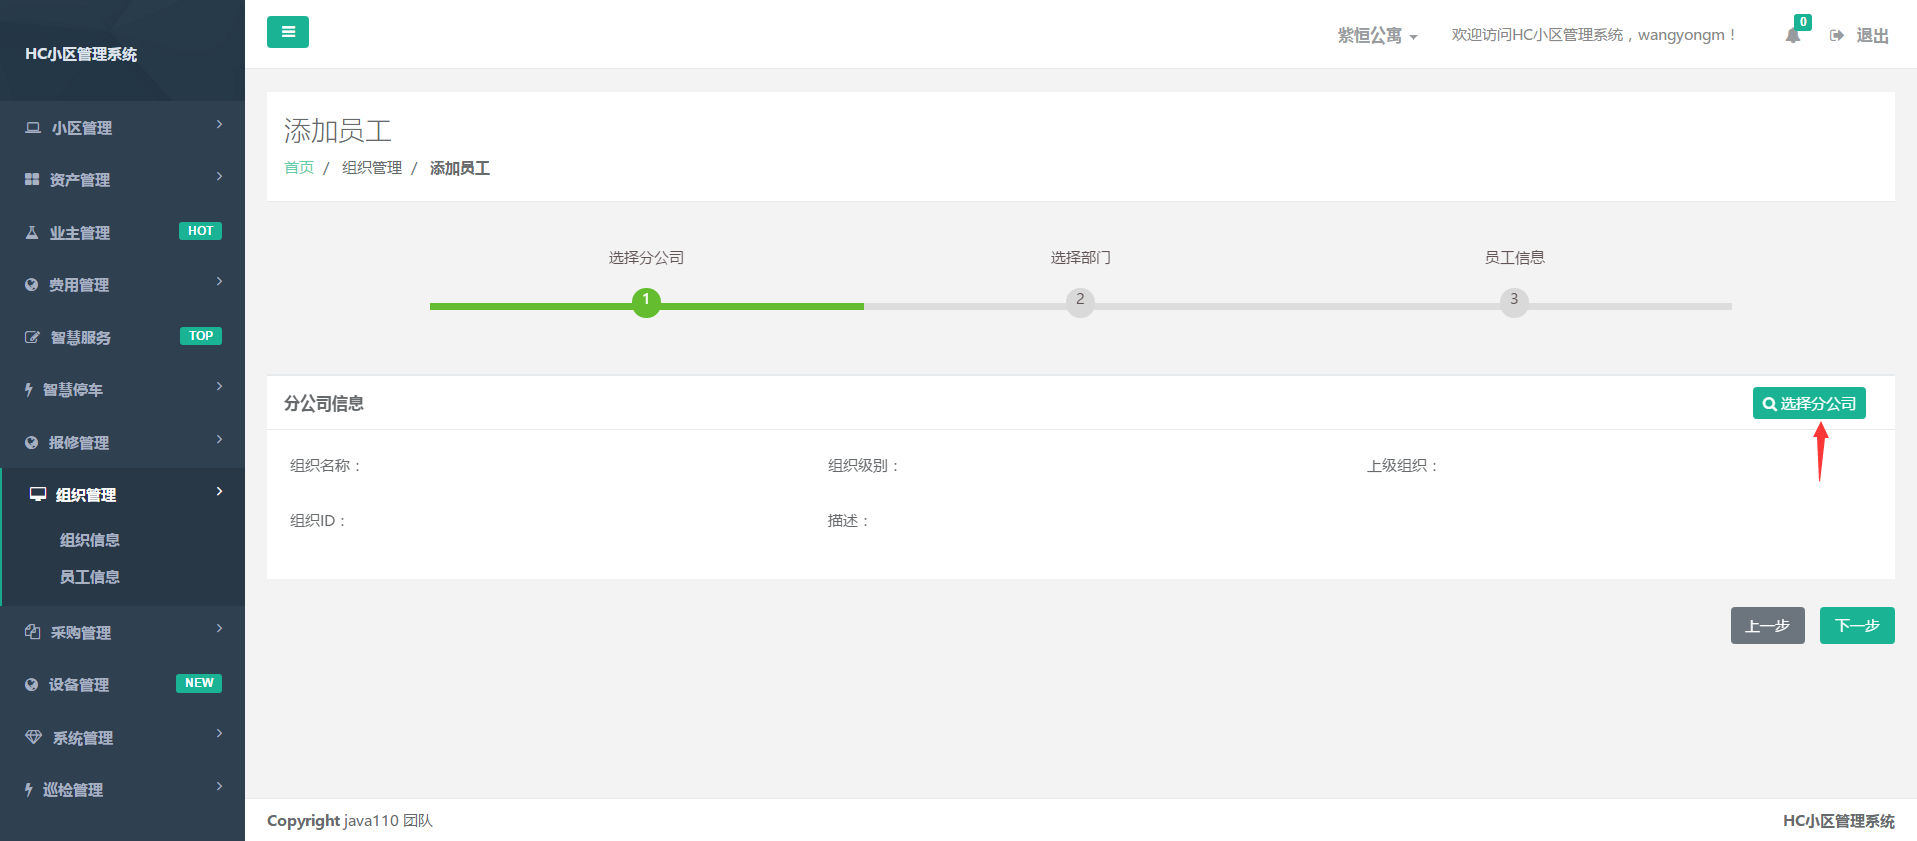 HC小区管理系统
小区管理
资产管理
业主管理 HOT
费用管理
智慧服务 TOP
智慧停车
报修管理
组织管理
组织信息
员工信息
采购管理
设备管理 NEW
系统管理
巡检管理
紫恒公寓 欢迎访问HC小区管理系统，wangyongm！ 0 退出
添加员工
首页 / 组织管理 / 添加员工
选择分公司 选择部门 员工信息
1 2 3
分公司信息 选择分公司
组织名称： 组织级别： 上级组织：
组织ID： 描述：
上一步 下一步
Copyright java110 团队 HC小区管理系统